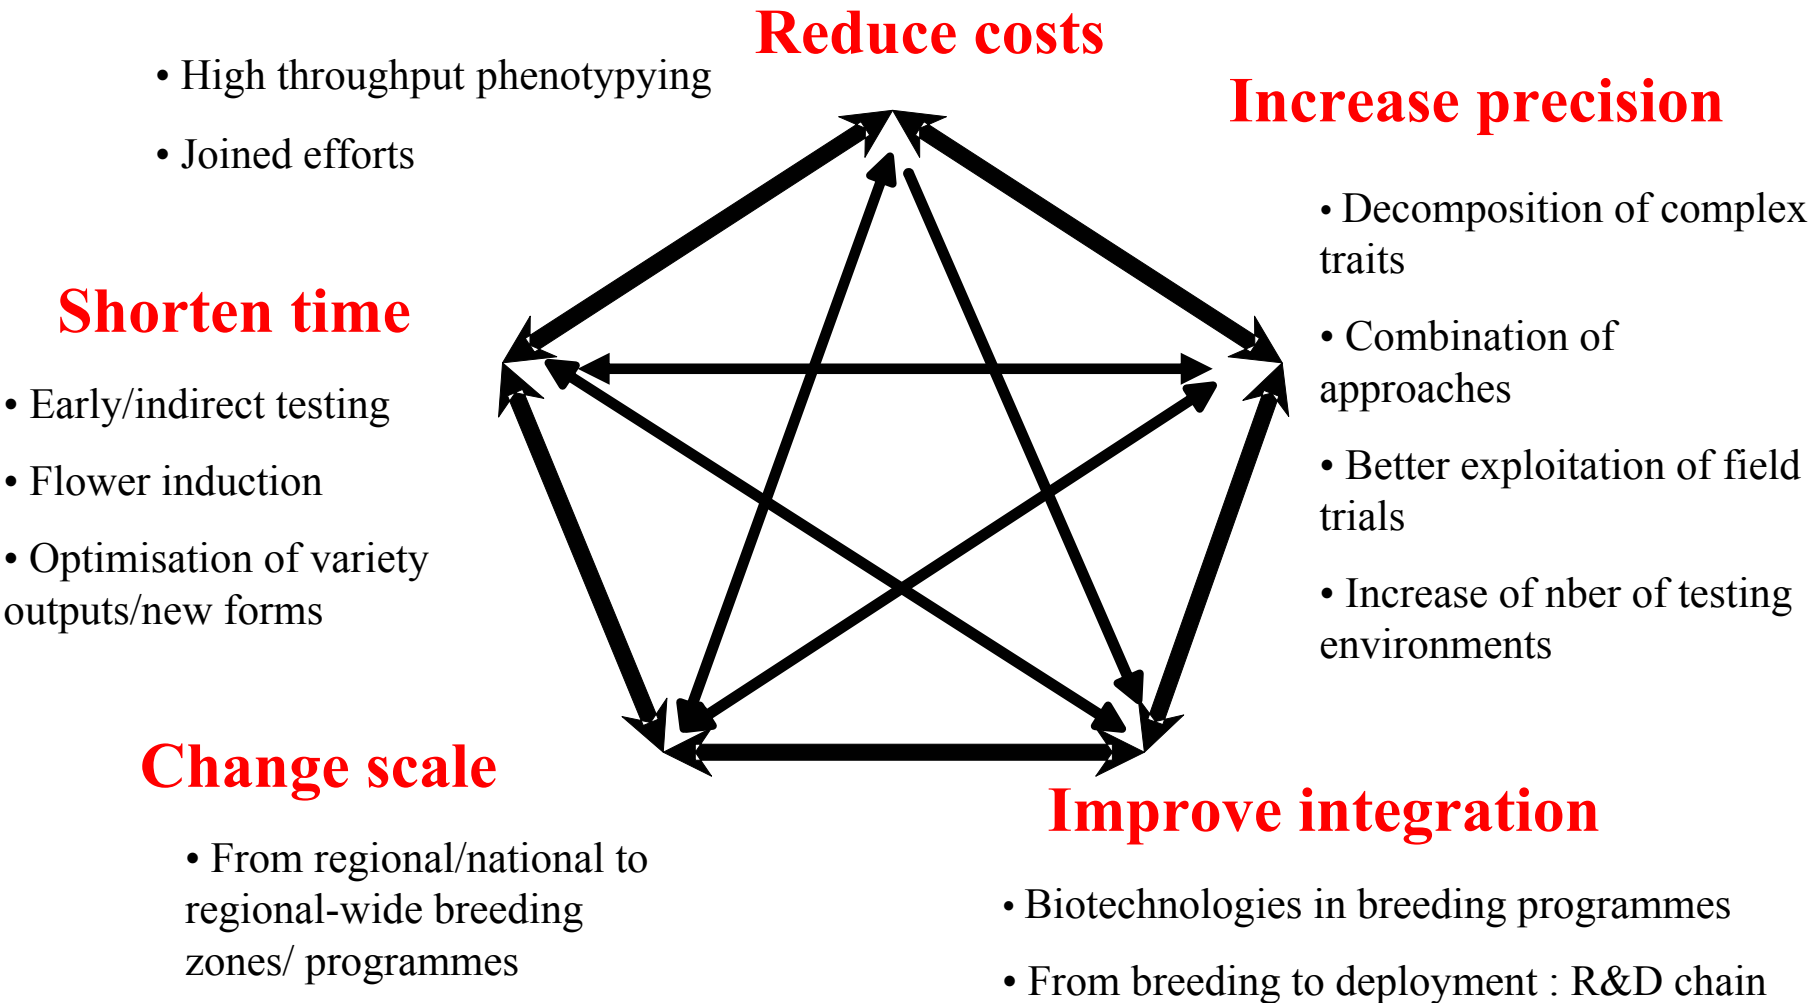 Reduce costs
• High throughput phenotypying
• Joined efforts
Increase precision
• Decomposition of complex
traits
• Combination of
approaches
• Better exploitation of field
trials
• Increase of nber of testing
environments
Shorten time
• Early/indirect testing
• Flower induction
• Optimisation of variety
outputs/new forms
Change scale
• From regional/national to
regional-wide breeding
zones/ programmes
Improve integration
• Biotechnologies in breeding programmes
• From breeding to deployment : R&D chain